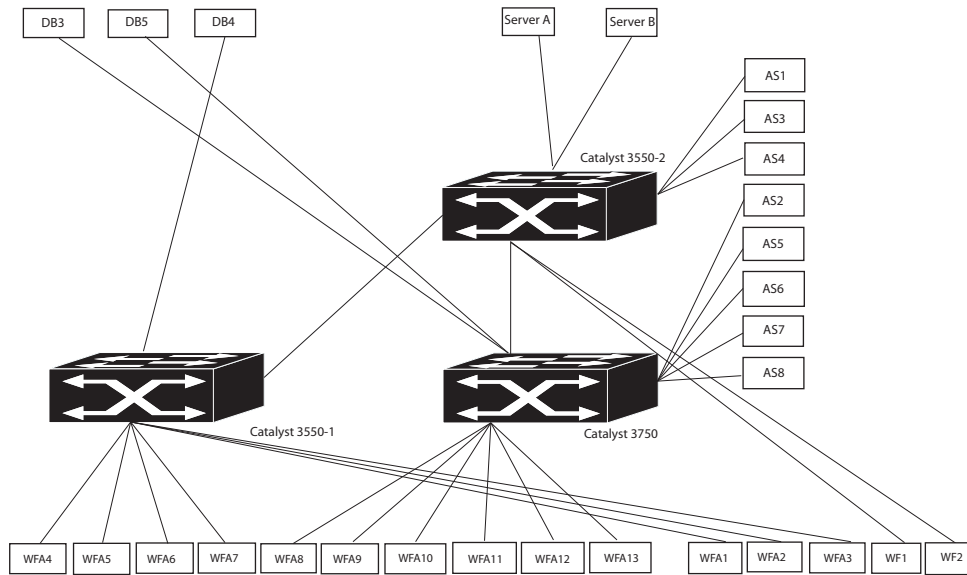 DB3
DB5
DB4
Server A
Server B
AS1
AS3
Catalyst 3550-2
AS4
AS2
AS5
AS6
AS7
AS8
Catalyst 3550-1
Catalyst 3750
WFA4
WFA5
WFA6
WFA7
WFA8
WFA9
WFA10
WFA11
WFA12
WFA13
WFA1
WFA2
WFA3
WF1
WF2